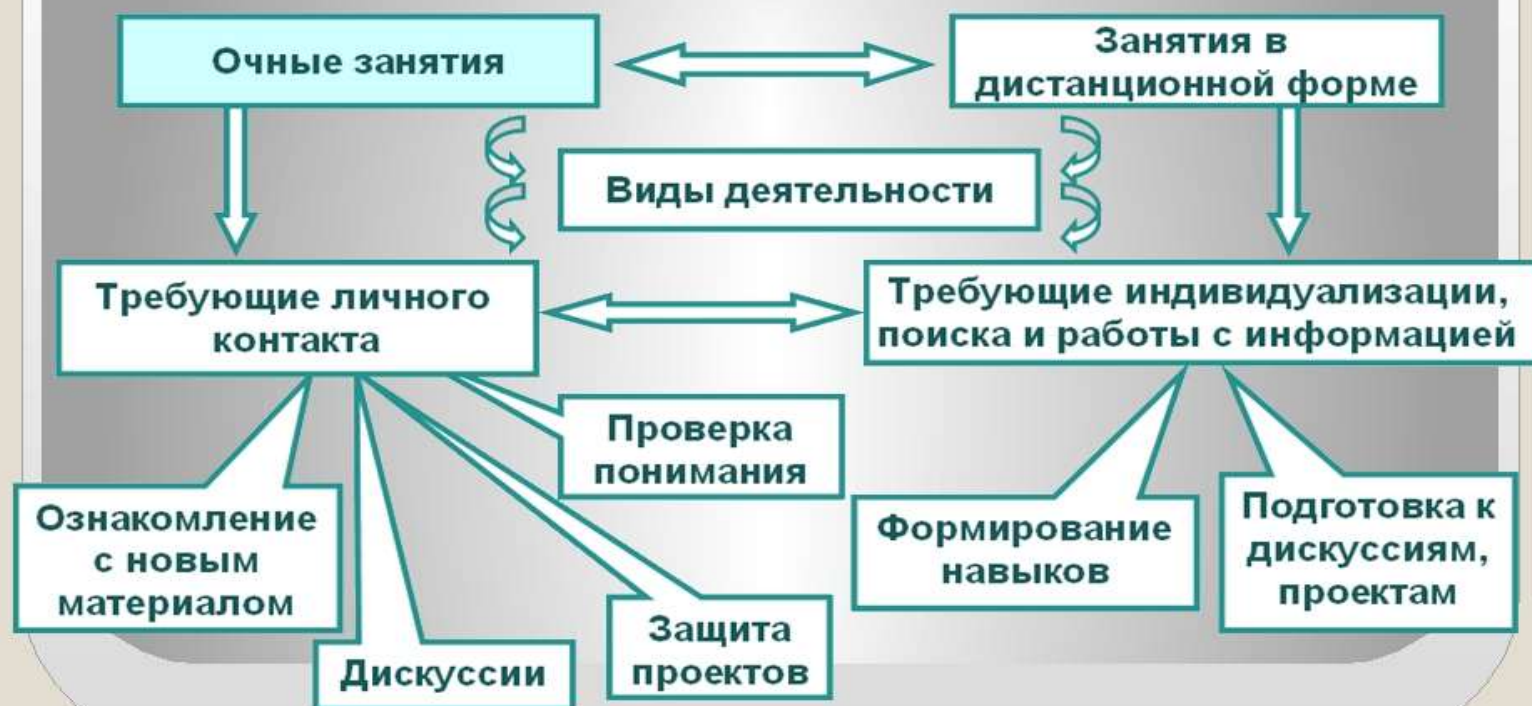 Очные занятия
Занятия в
дистанционной форме
Виды деятельности
Требующие личного
контакта
Требующие индивидуализации,
поиска и работы с информацией
Проверка
понимания
Ознакомление
с новым
материалом
Дискуссии
Защита
проектов
Формирование
навыков
Подготовка к
дискуссиям,
проектам